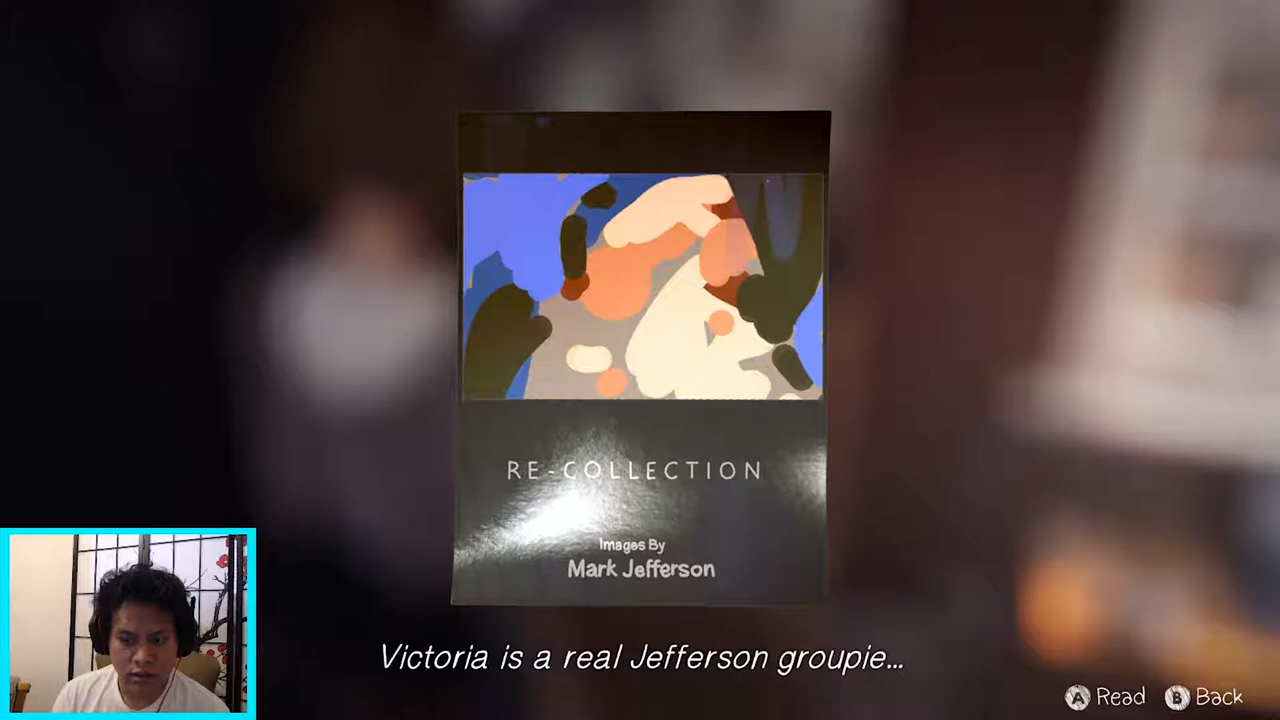 RE-COLLECTION
Images By
Mark Jefferson
Victoria is a real Jefferson groupie...
A Read B Back